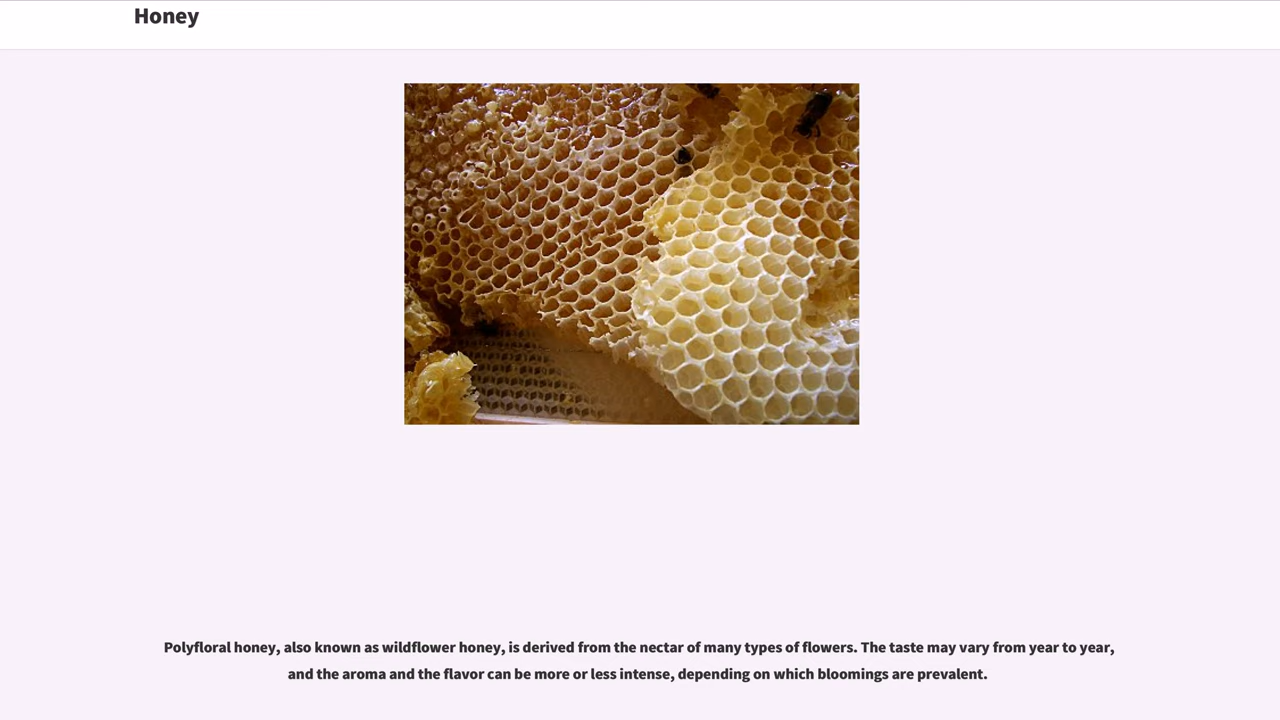 Honey
Polyfloral honey, also known as wildflower honey, is derived from the nectar of many types of flowers. The taste may vary from year to year,
and the aroma and the flavor can be more or less intense, depending on which bloomings are prevalent.